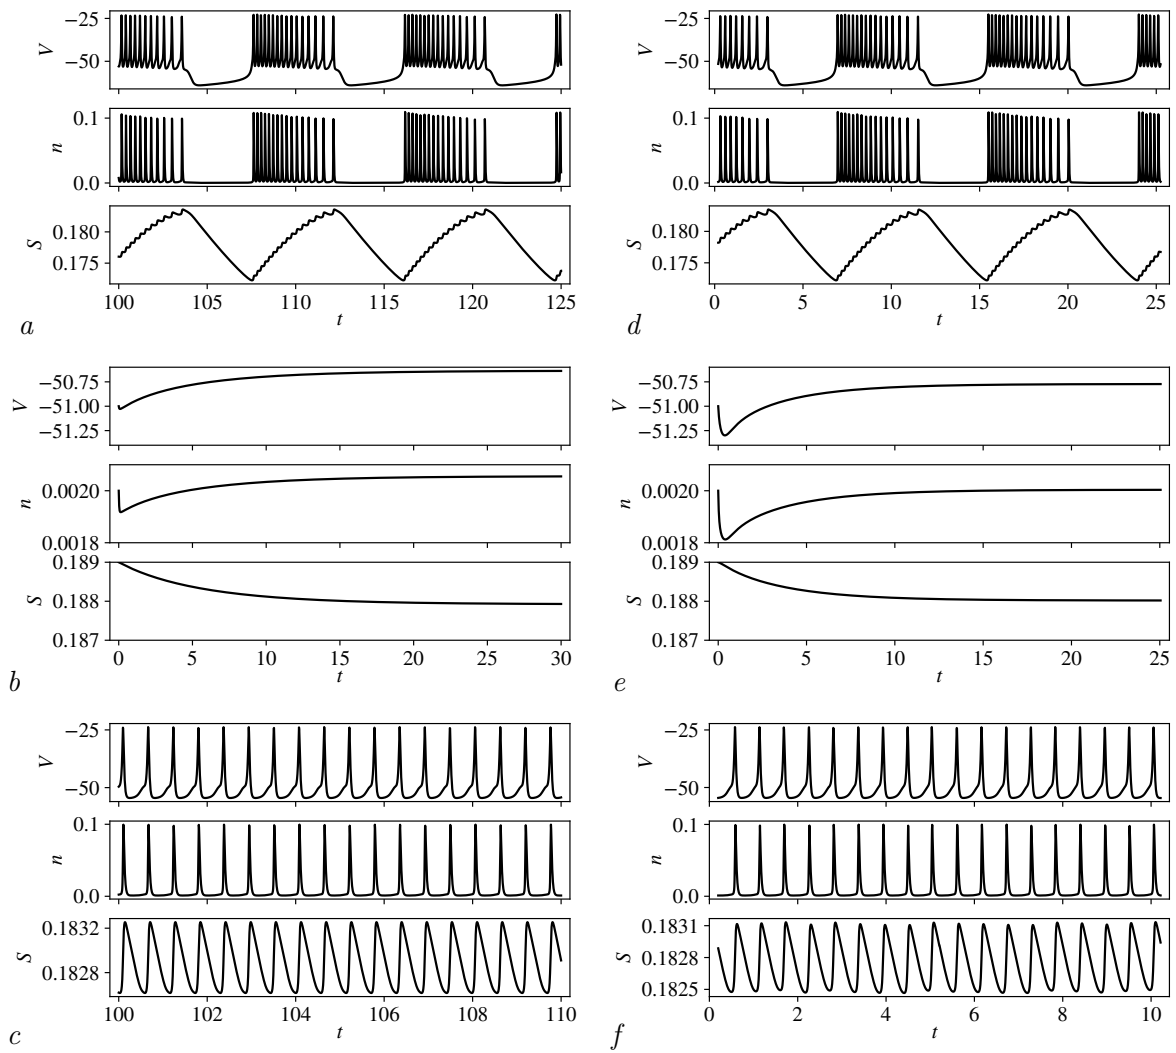 −25
V
−50
0.1
n
0.0
0.180
S
0.175
100 105 110 115 120 125
t
a
−25
V
−50
0.1
n
0.0
0.180
S
0.175
0 5 10 15 20 25
t
d
−50.75
V
−51.00
−51.25
0.0020
n
0.0018
0.189
S
0.188
0.187
0 5 10 15 20 25 30
t
b
−50.75
V
−51.00
−51.25
0.0020
n
0.0018
0.189
S
0.188
0.187
0 5 10 15 20 25
t
e
−25
V
−50
0.1
n
0.0
0.1832
S
0.1828
100 102 104 106 108 110
t
c
−25
V
−50
0.1
n
0.0
0.1831
S
0.1828
0.1825
0 2 4 6 8 10
t
f